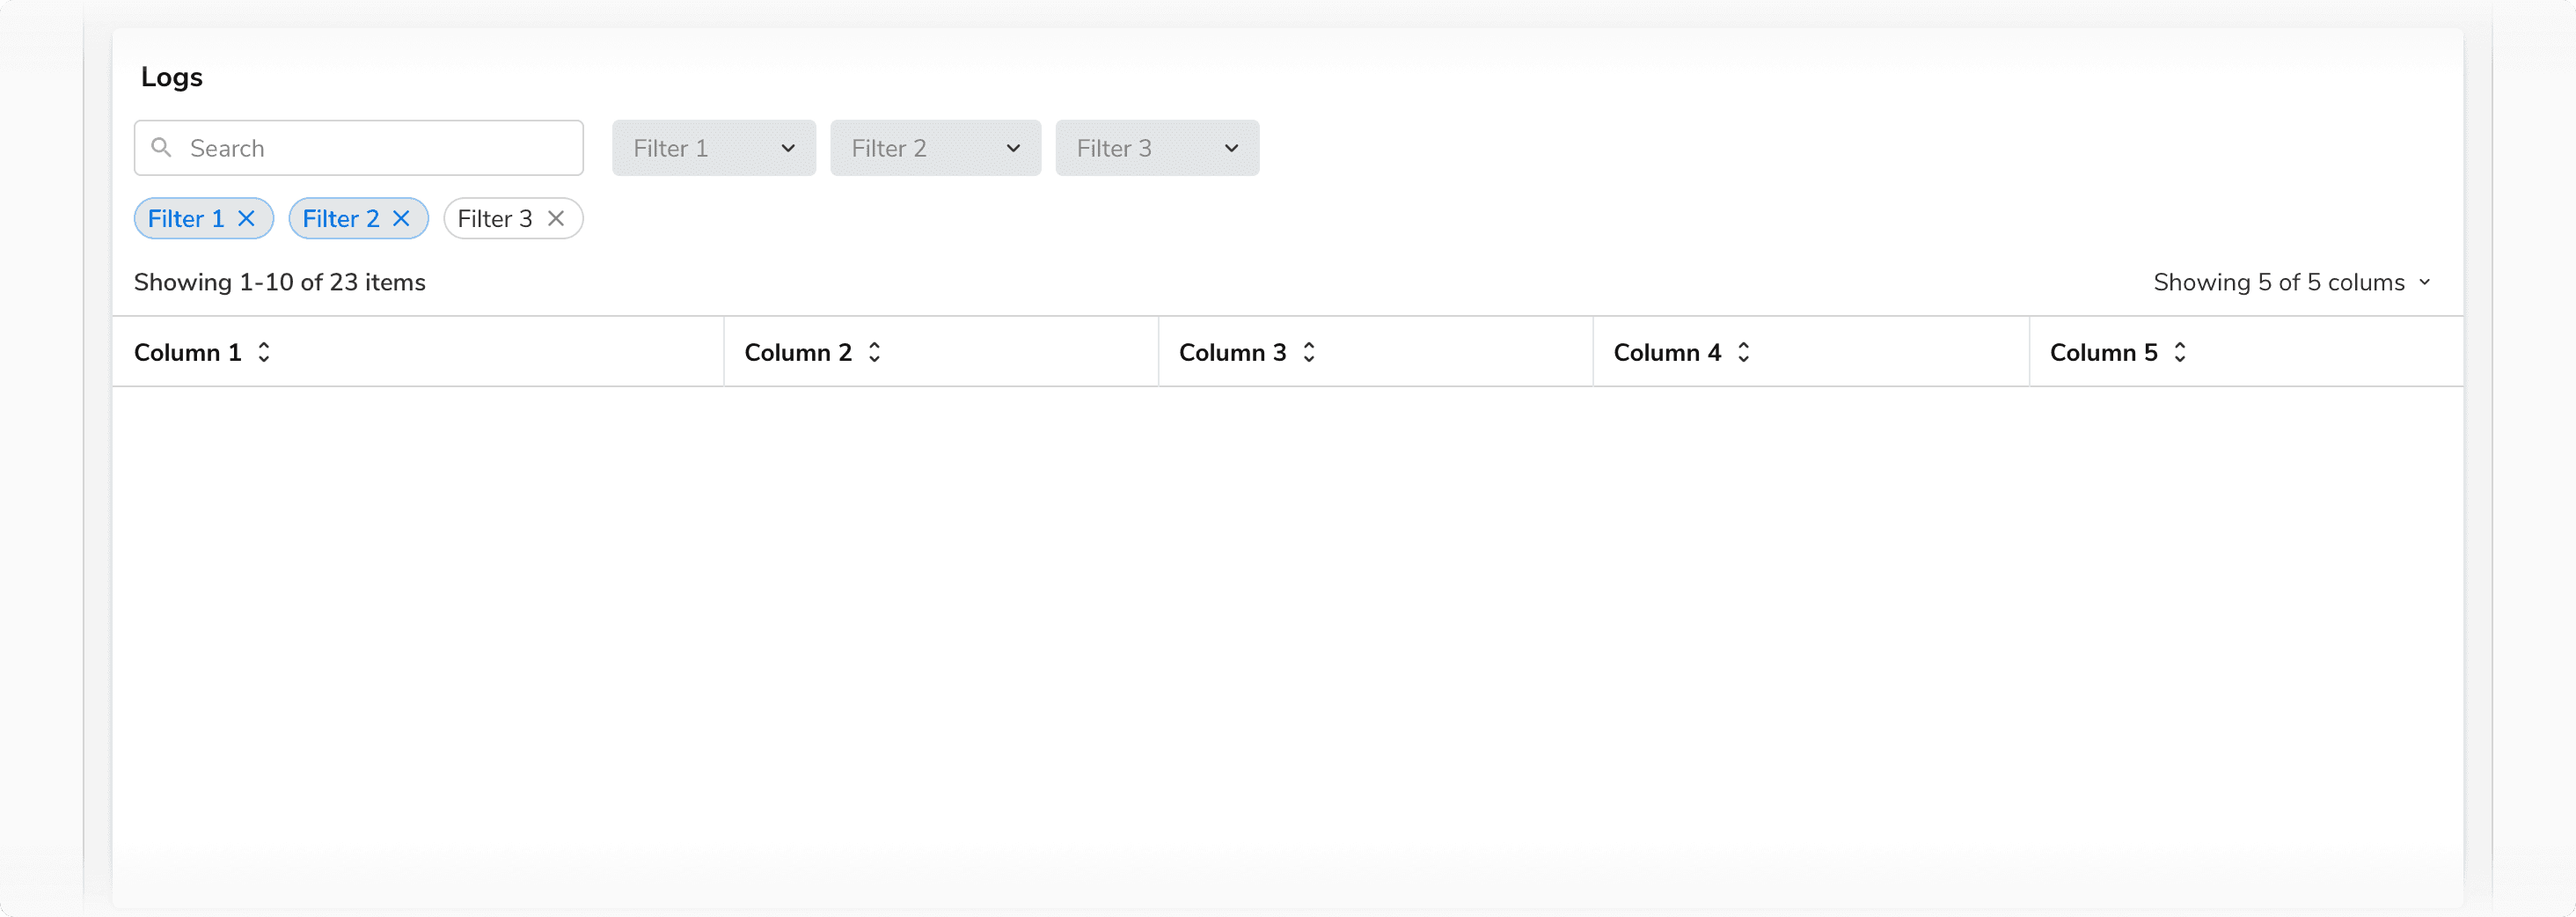 Logs
Search Filter 1 Filter 2 Filter 3
Filter 1 Filter 2 Filter 3
Showing 1-10 of 23 items Showing 5 of 5 colums
Column 1 Column 2 Column 3 Column 4 Column 5